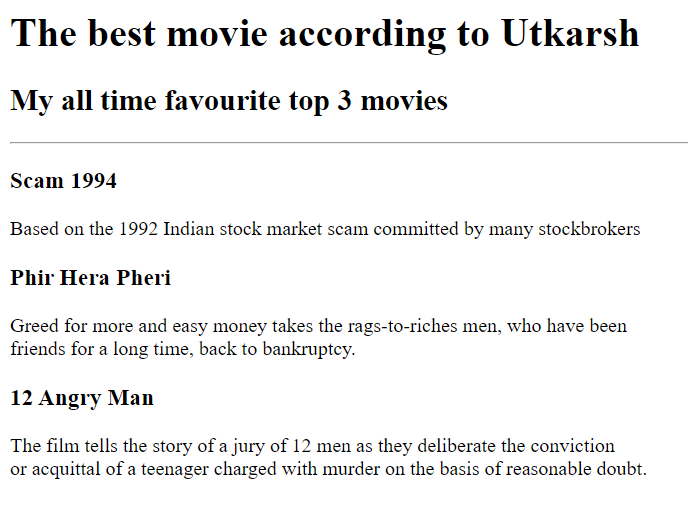 The best movie according to Utkarsh
My all time favourite top 3 movies
Scam 1994
Based on the 1992 Indian stock market scam committed by many stockbrokers
Phir Hera Pheri
Greed for more and easy money takes the rags-to-riches men, who have been
friends for a long time, back to bankruptcy.
12 Angry Man
The film tells the story of a jury of 12 men as they deliberate the conviction
or acquittal of a teenager charged with murder on the basis of reasonable doubt.